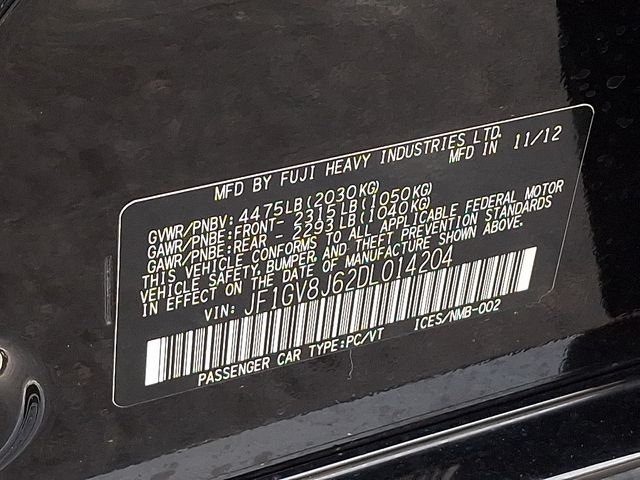 MFD BY FUJI HEAVY INDUSTRIES LTD.
MFD IN 11/12
GVWR/PNBV: 4475LB(2030KG)
GAWR/PNBE:FRONT- 2315LB(1050KG)
GAWR/PNBE:REAR - 2293LB(1040KG)
THIS VEHICLE CONFORMS TO ALL APPLICABLE FEDERAL MOTOR
VEHICLE SAFETY, BUMPER, AND THEFT PREVENTION STANDARDS
IN EFFECT ON THE DATE OF MANUFACTURE SHOWN ABOVE.
VIN: JF1GV8J62DL014204
PASSENGER CAR TYPE:PC/VT ICES/NMB-002